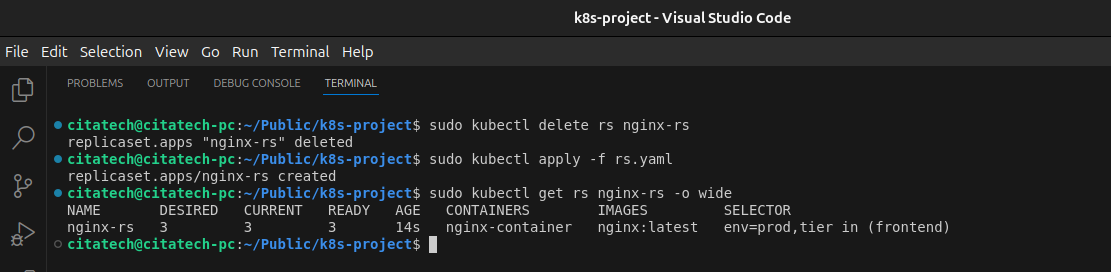 k8s-project - Visual Studio Code
File Edit Selection View Go Run Terminal Help
PROBLEMS OUTPUT DEBUG CONSOLE TERMINAL
citatech@citatech-pc:~/Public/k8s-project$ sudo kubectl delete rs nginx-rs
replicaset.apps "nginx-rs" deleted
citatech@citatech-pc:~/Public/k8s-project$ sudo kubectl apply -f rs.yaml
replicaset.apps/nginx-rs created
citatech@citatech-pc:~/Public/k8s-project$ sudo kubectl get rs nginx-rs -o wide
NAME DESIRED CURRENT READY AGE CONTAINERS IMAGES SELECTOR
nginx-rs 3 3 3 14s nginx-container nginx:latest env=prod,tier in (frontend)
citatech@citatech-pc:~/Public/k8s-project$